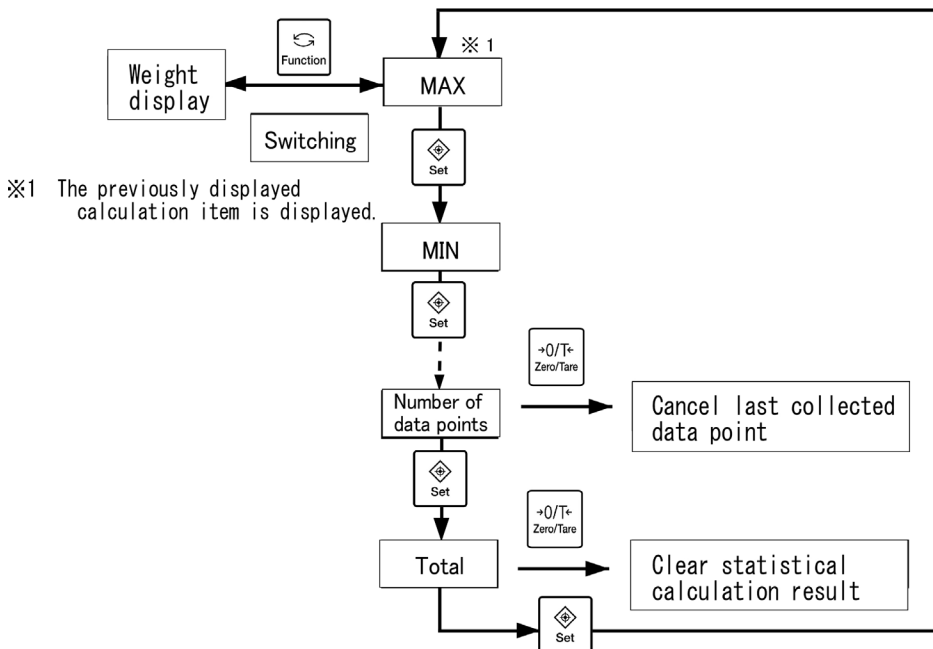 Function
※ 1
Weight
display
MAX
Switching
Set
※1 The previously displayed
calculation item is displayed.
MIN
Set
→0/T←
Zero/Tare
Number of
data points
Cancel last collected
data point
Set
→0/T←
Zero/Tare
Total
Clear statistical
calculation result
Set